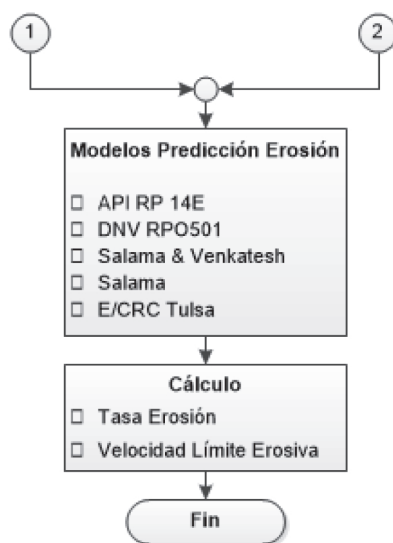 1
2
Modelos Predicción Erosión
API RP 14E
DNV RPO501
Salama & Venkatesh
Salama
E/CRC Tulsa
Cálculo
Tasa Erosión
Velocidad Límite Erosiva
Fin